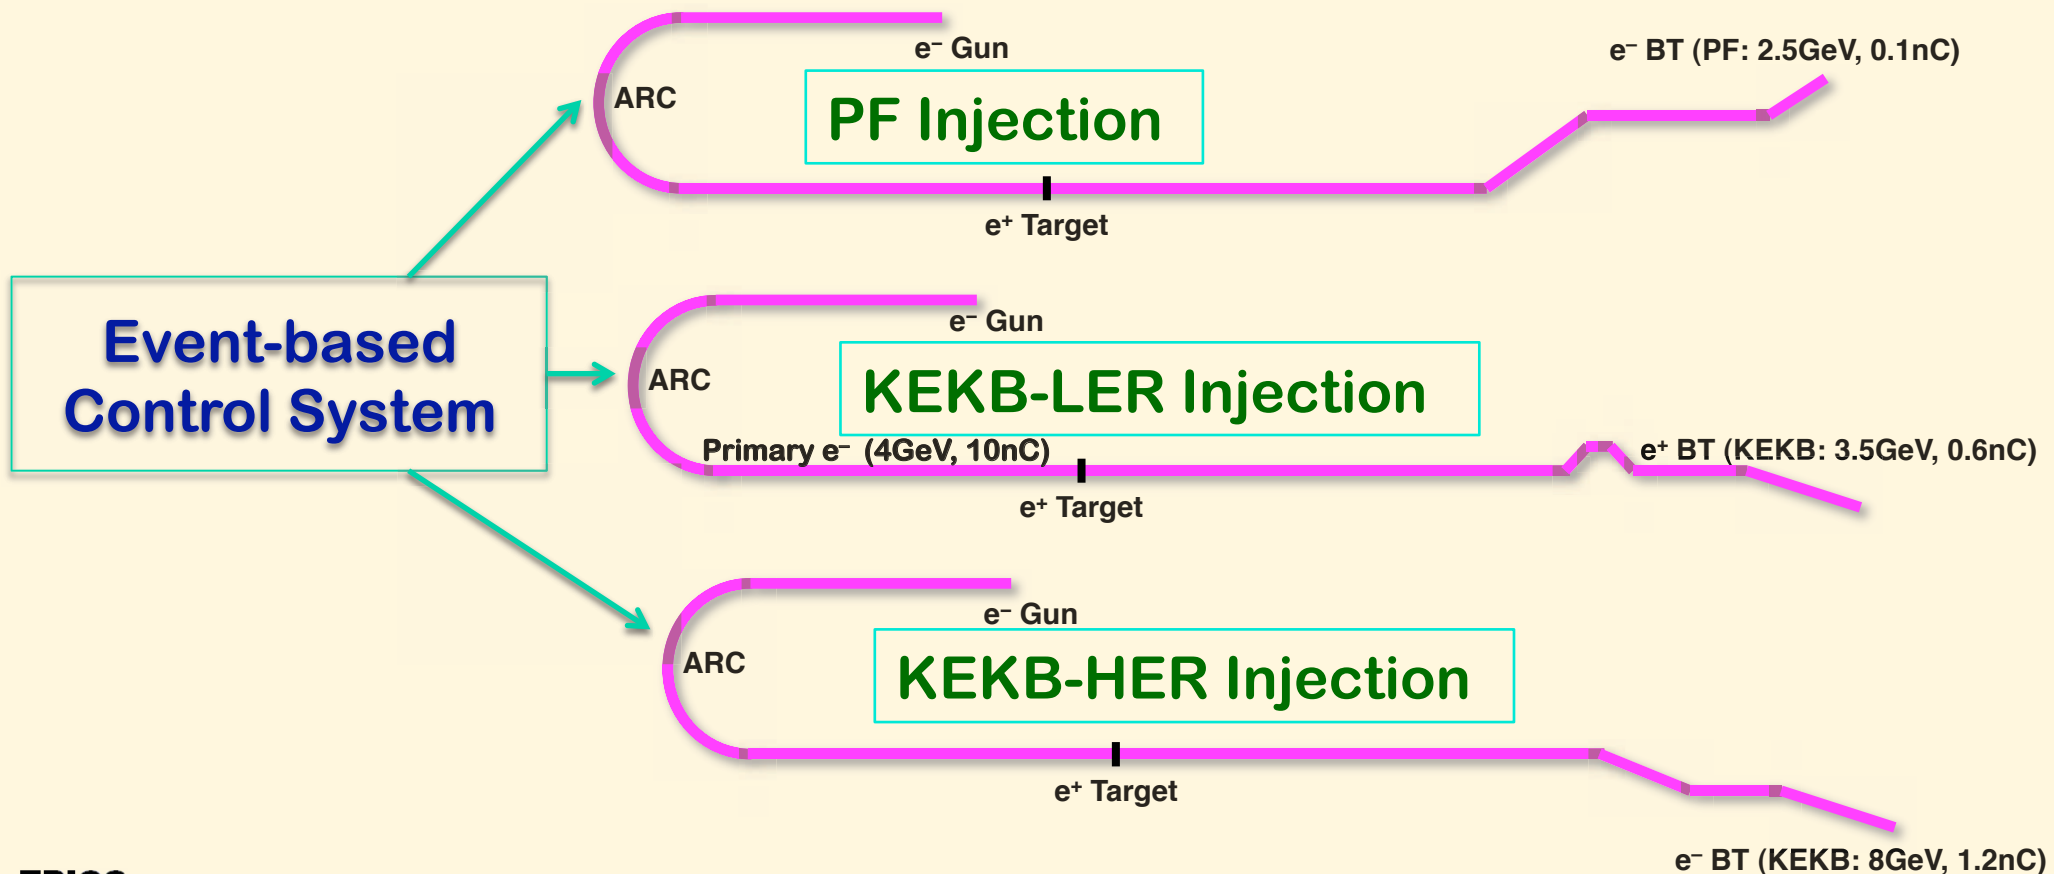 e– Gun
e– BT (PF: 2.5GeV, 0.1nC)
ARC
PF Injection
e+ Target
Event-based
Control System
e– Gun
ARC
KEKB-LER Injection
Primary e– (4GeV, 10nC)
e+ BT (KEKB: 3.5GeV, 0.6nC)
e+ Target
e– Gun
ARC
KEKB-HER Injection
e+ Target
e– BT (KEKB: 8GeV, 1.2nC)